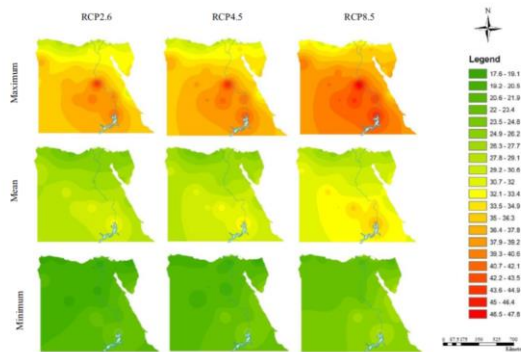 RCP2.6 RCP4.5 RCP8.5
N
Maximum
Mean
Minimum
Legend
17.6 - 19.1
19.2 - 20.5
20.6 - 21.9
22 - 23.4
23.5 - 24.8
24.9 - 26.2
26.3 - 27.7
27.8 - 29.1
29.2 - 30.6
30.7 - 32
32.1 - 33.4
33.5 - 34.9
35 - 36.3
36.4 - 37.8
37.9 - 39.2
39.3 - 40.6
40.7 - 42.1
42.2 - 43.5
43.6 - 44.9
45 - 46.4
46.5 - 47.8